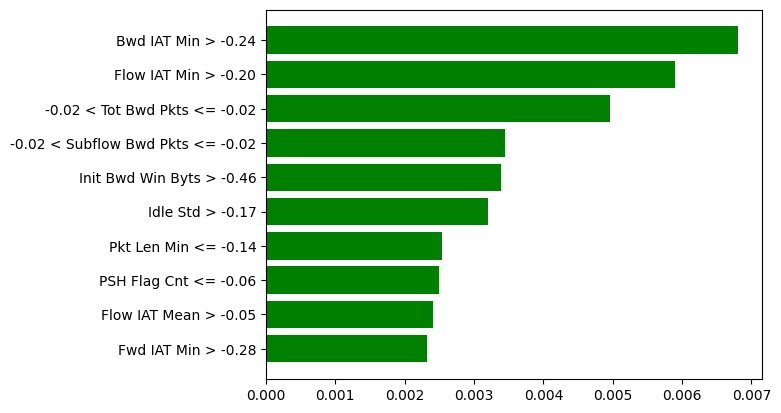 Bwd IAT Min > -0.24
Flow IAT Min > -0.20
-0.02 < Tot Bwd Pkts <= -0.02
-0.02 < Subflow Bwd Pkts <= -0.02
Init Bwd Win Byts > -0.46
Idle Std > -0.17
Pkt Len Min <= -0.14
PSH Flag Cnt <= -0.06
Flow IAT Mean > -0.05
Fwd IAT Min > -0.28
0.000 0.001 0.002 0.003 0.004 0.005 0.006 0.007